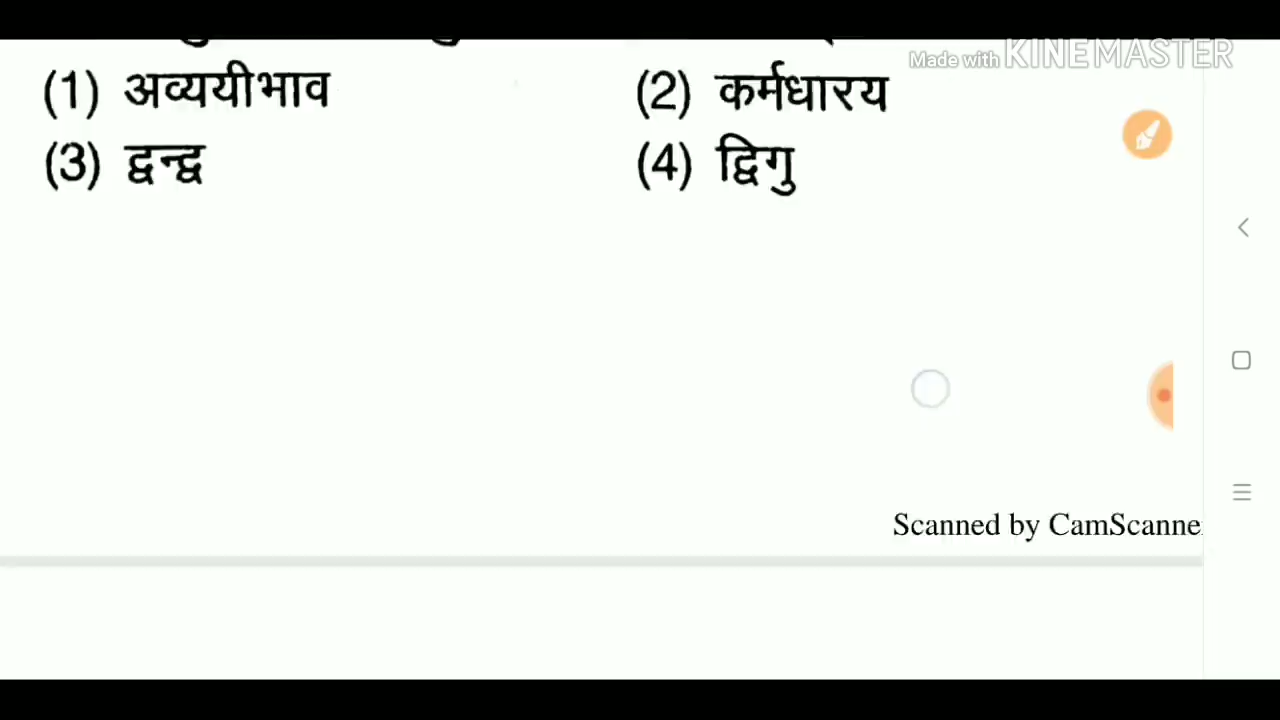 Made with KINEMASTER
(1) अव्ययीभाव (2) कर्मधारय
(3) द्वन्द्व (4) द्विगु
Scanned by CamScanne